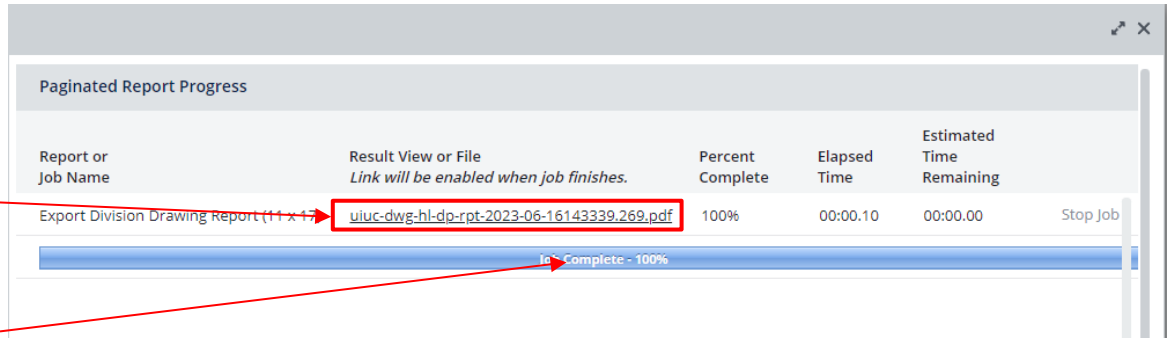 Paginated Report Progress
Report or
Job Name
Result View or File
Link will be enabled when job finishes.
Percent
Complete
Elapsed
Time
Estimated
Time
Remaining
Export Division Drawing Report (11 x 17
uiuc-dwg-hl-dp-rpt-2023-06-16143339.269.pdf
100%
00:00.10
00:00.00
Stop Job
Job Complete - 100%